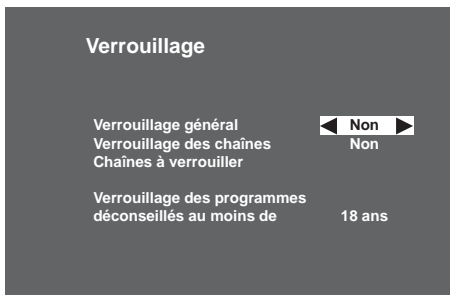 Verrouillage
Verrouillage général Non
Verrouillage des chaînes Non
Chaînes à verrouiller
Verrouillage des programmes
déconseillés au moins de 18 ans